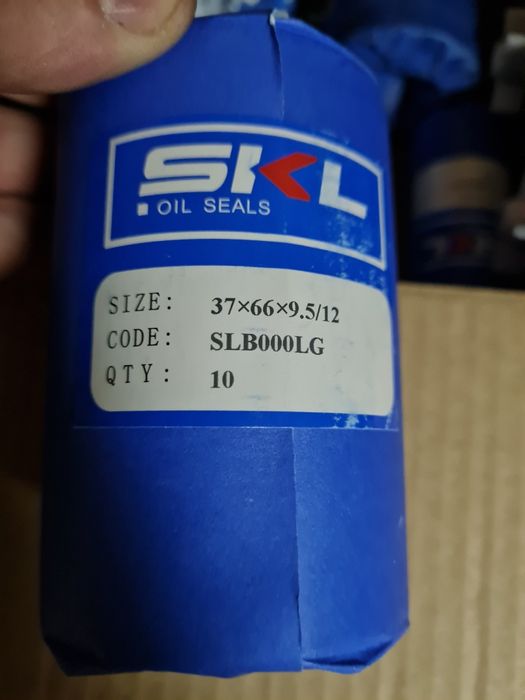 SKL
OIL SEALS
SIZE: 37×66×9.5/12
CODE: SLB000LG
QTY: 10